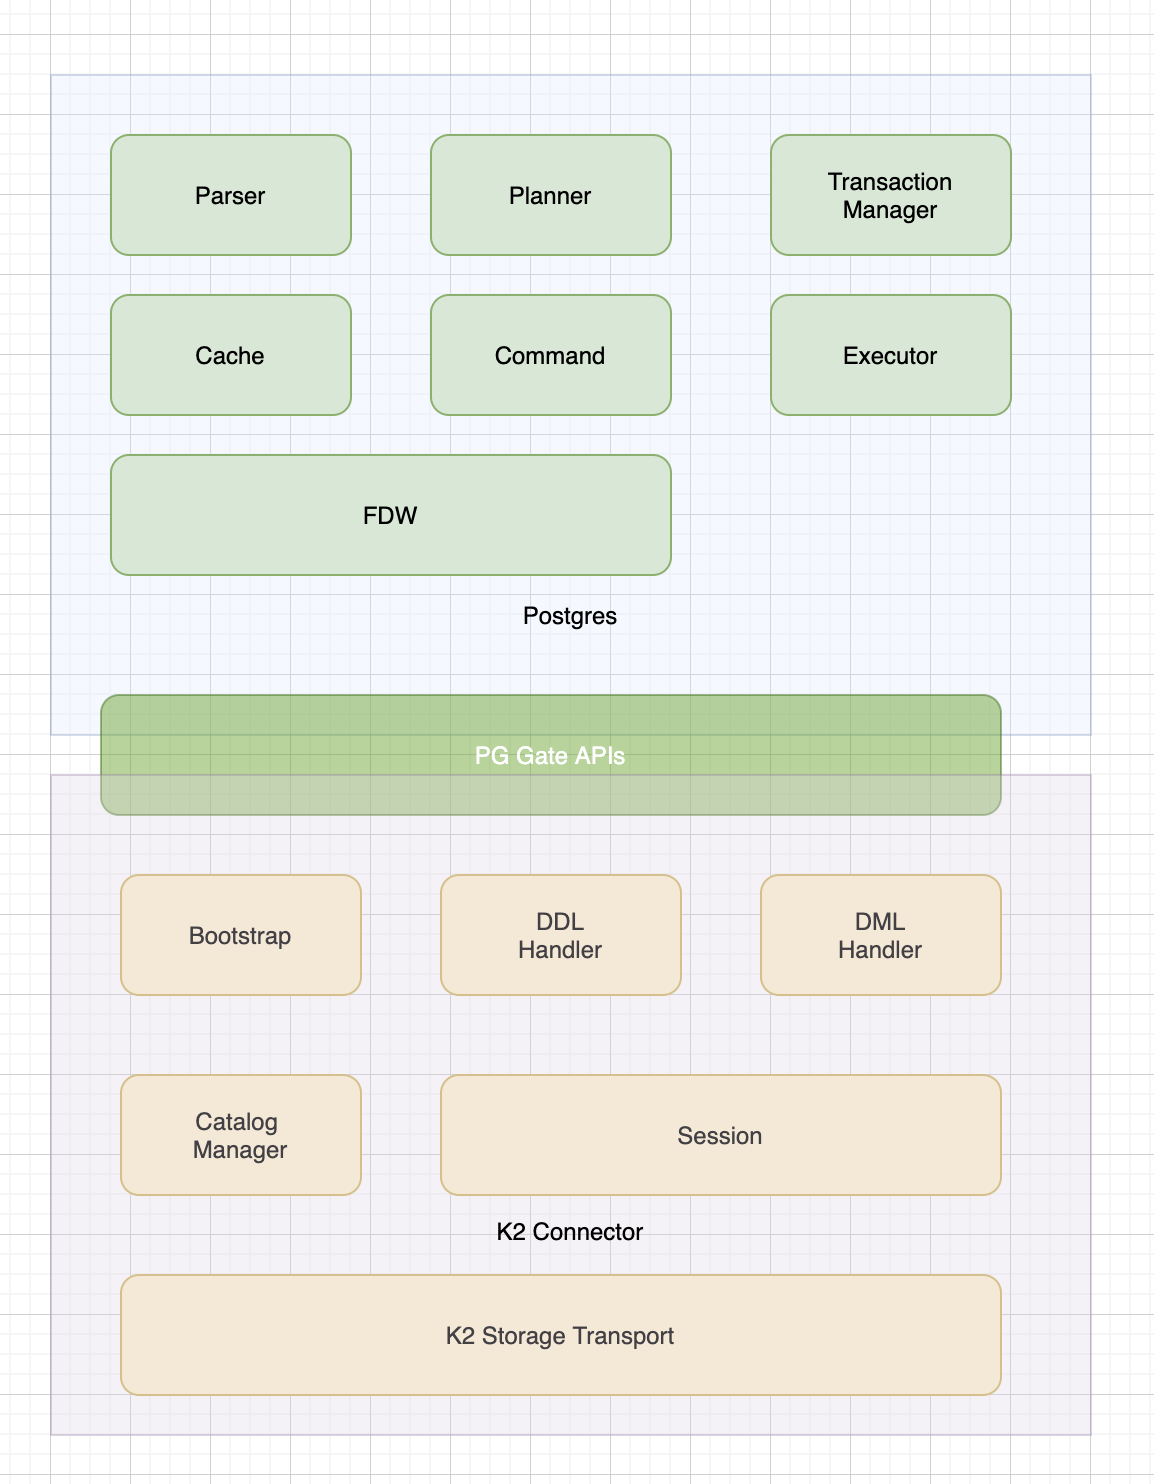 Parser
Planner
Transaction
Manager
Cache
Command
Executor
FDW
Postgres
PG Gate APIs
Bootstrap
DDL
Handler
DML
Handler
Catalog
Manager
Session
K2 Connector
K2 Storage Transport